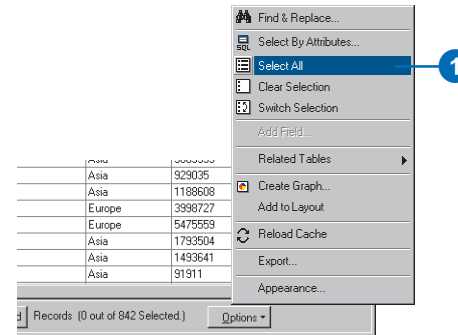 Find & Replace...
SQL
Select By Attributes...
Select All
1
Clear Selection
Switch Selection
Add Field...
Related Tables
Asia
Asia 929035
Asia 1188608
Europe 3998727
Europe 5475559
Asia 1793504
Asia 1493641
Asia 91911
Create Graph...
Add to Layout
Reload Cache
Export...
Appearance...
Records (0 out of 842 Selected.)
Options